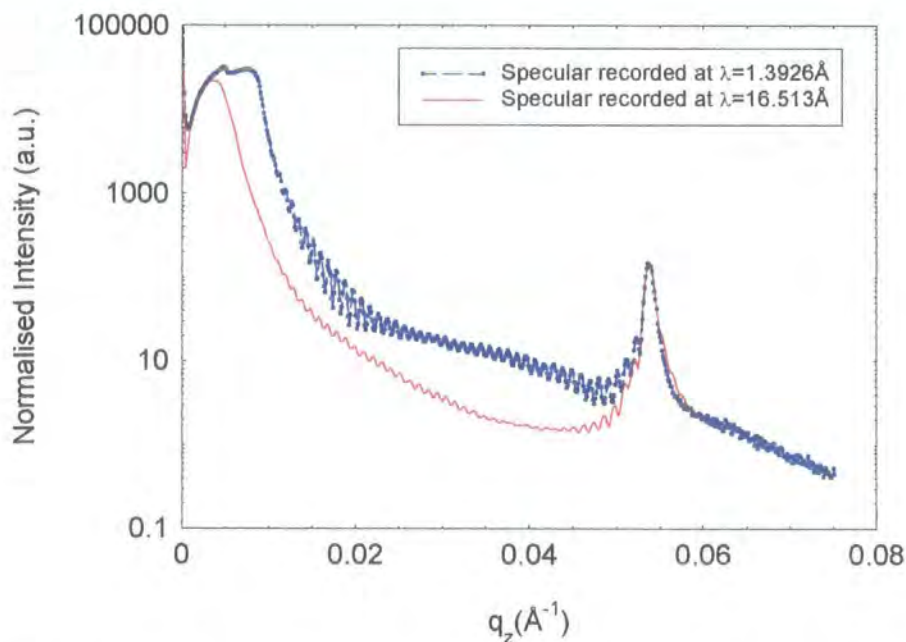 100000
1000
10
0.1
Normalised Intensity (a.u.)
Specular recorded at λ=1.3926Å
Specular recorded at λ=16.513Å
0
0.02
0.04
0.06
0.08
q_z(Å⁻¹)